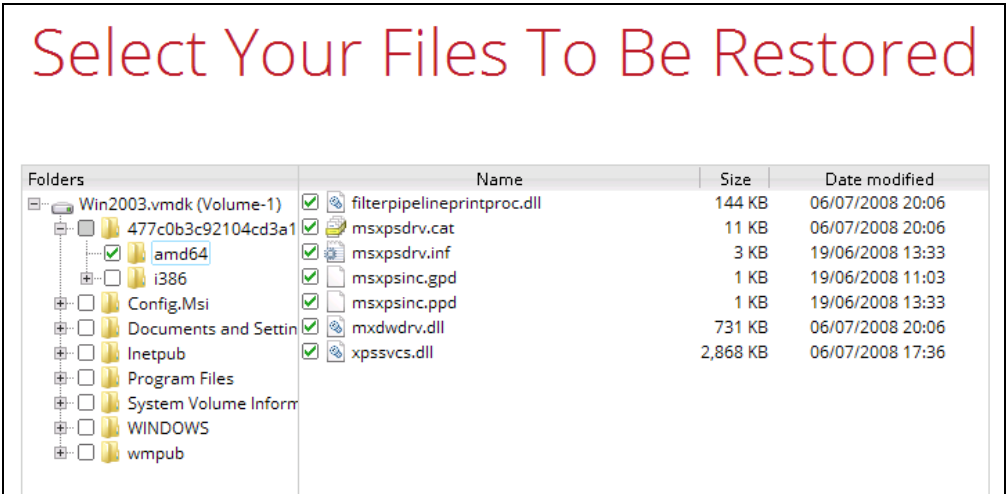 Select Your Files To Be Restored
Folders Name Size Date modified
Win2003.vmdk (Volume-1) filterpipelineprintproc.dll 144 KB 06/07/2008 20:06
477c0b3c92104cd3a1 msxpsdrv.cat 11 KB 06/07/2008 20:06
amd64 msxpsdrv.inf 3 KB 19/06/2008 13:33
i386 msxpsinc.gpd 1 KB 19/06/2008 11:03
Config.Msi msxpsinc.ppd 1 KB 19/06/2008 13:33
Documents and Settin mxdwdrv.dll 731 KB 06/07/2008 20:06
Inetpub xpssvcs.dll 2,868 KB 06/07/2008 17:36
Program Files
System Volume Inform
WINDOWS
wmpub